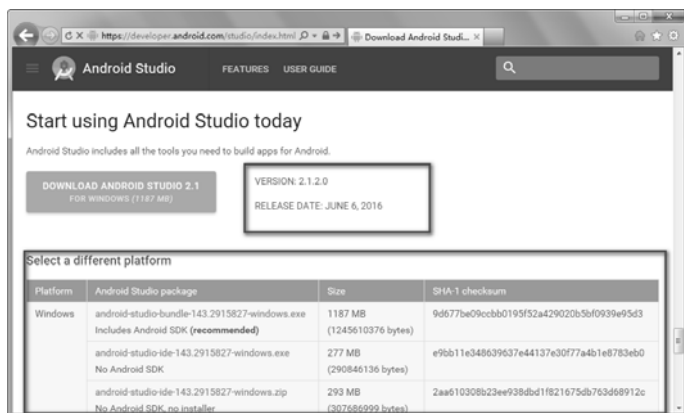 https://developer.android.com/studio/index.html
Download Android Studi...
Android Studio
FEATURES
USER GUIDE
Start using Android Studio today
Android Studio includes all the tools you need to build apps for Android.
DOWNLOAD ANDROID STUDIO 2.1
FOR WINDOWS (1187 MB)
VERSION: 2.1.2.0
RELEASE DATE: JUNE 6, 2016
Select a different platform
Platform Android Studio package Size SHA-1 checksum
Windows android-studio-bundle-143.2915827-windows.exe 1187 MB 9d677be09ccbb0195f52a429020b5bf0939e95d3
Includes Android SDK (recommended) (1245610376 bytes)
android-studio-ide-143.2915827-windows.exe 277 MB e9bb11e348639637e44137e30f77a4b1e8783eb0
No Android SDK (290846136 bytes)
android-studio-ide-143.2915827-windows.zip 293 MB 2aa610308b23ee938dbd1f821675db763d68912c
No Android SDK, no installer (307686999 bytes)